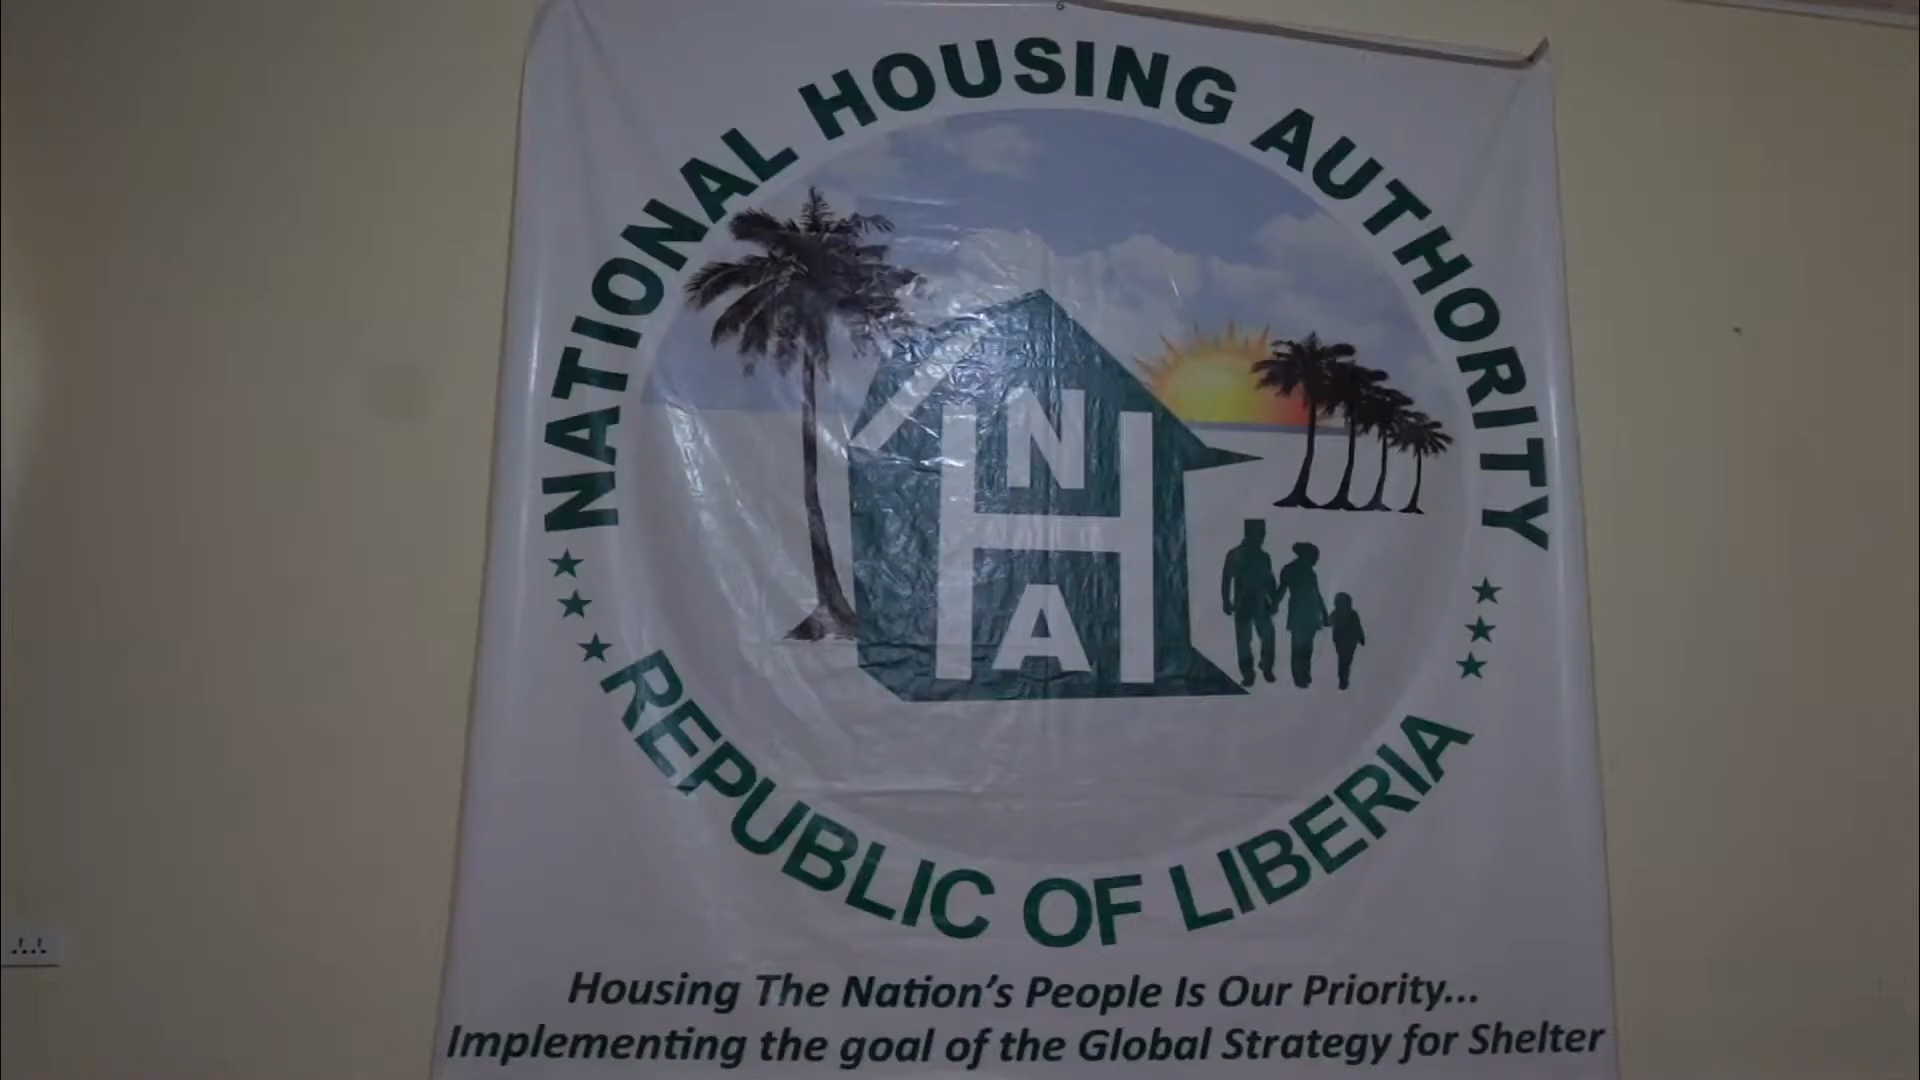 NATIONAL HOUSING AUTHORITY
N
H
A
REPUBLIC OF LIBERIA
Housing The Nation's People Is Our Priority...
Implementing the goal of the Global Strategy for Shelter